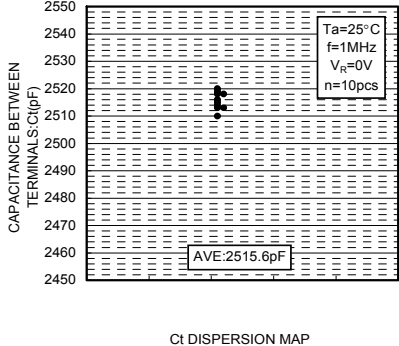 CAPACITANCE BETWEEN
TERMINALS:Ct(pF)
2550
2540
2530
2520
2510
2500
2490
2480
2470
2460
2450
Ta=25°C
f=1MHz
VR=0V
n=10pcs
AVE:2515.6pF
Ct DISPERSION MAP